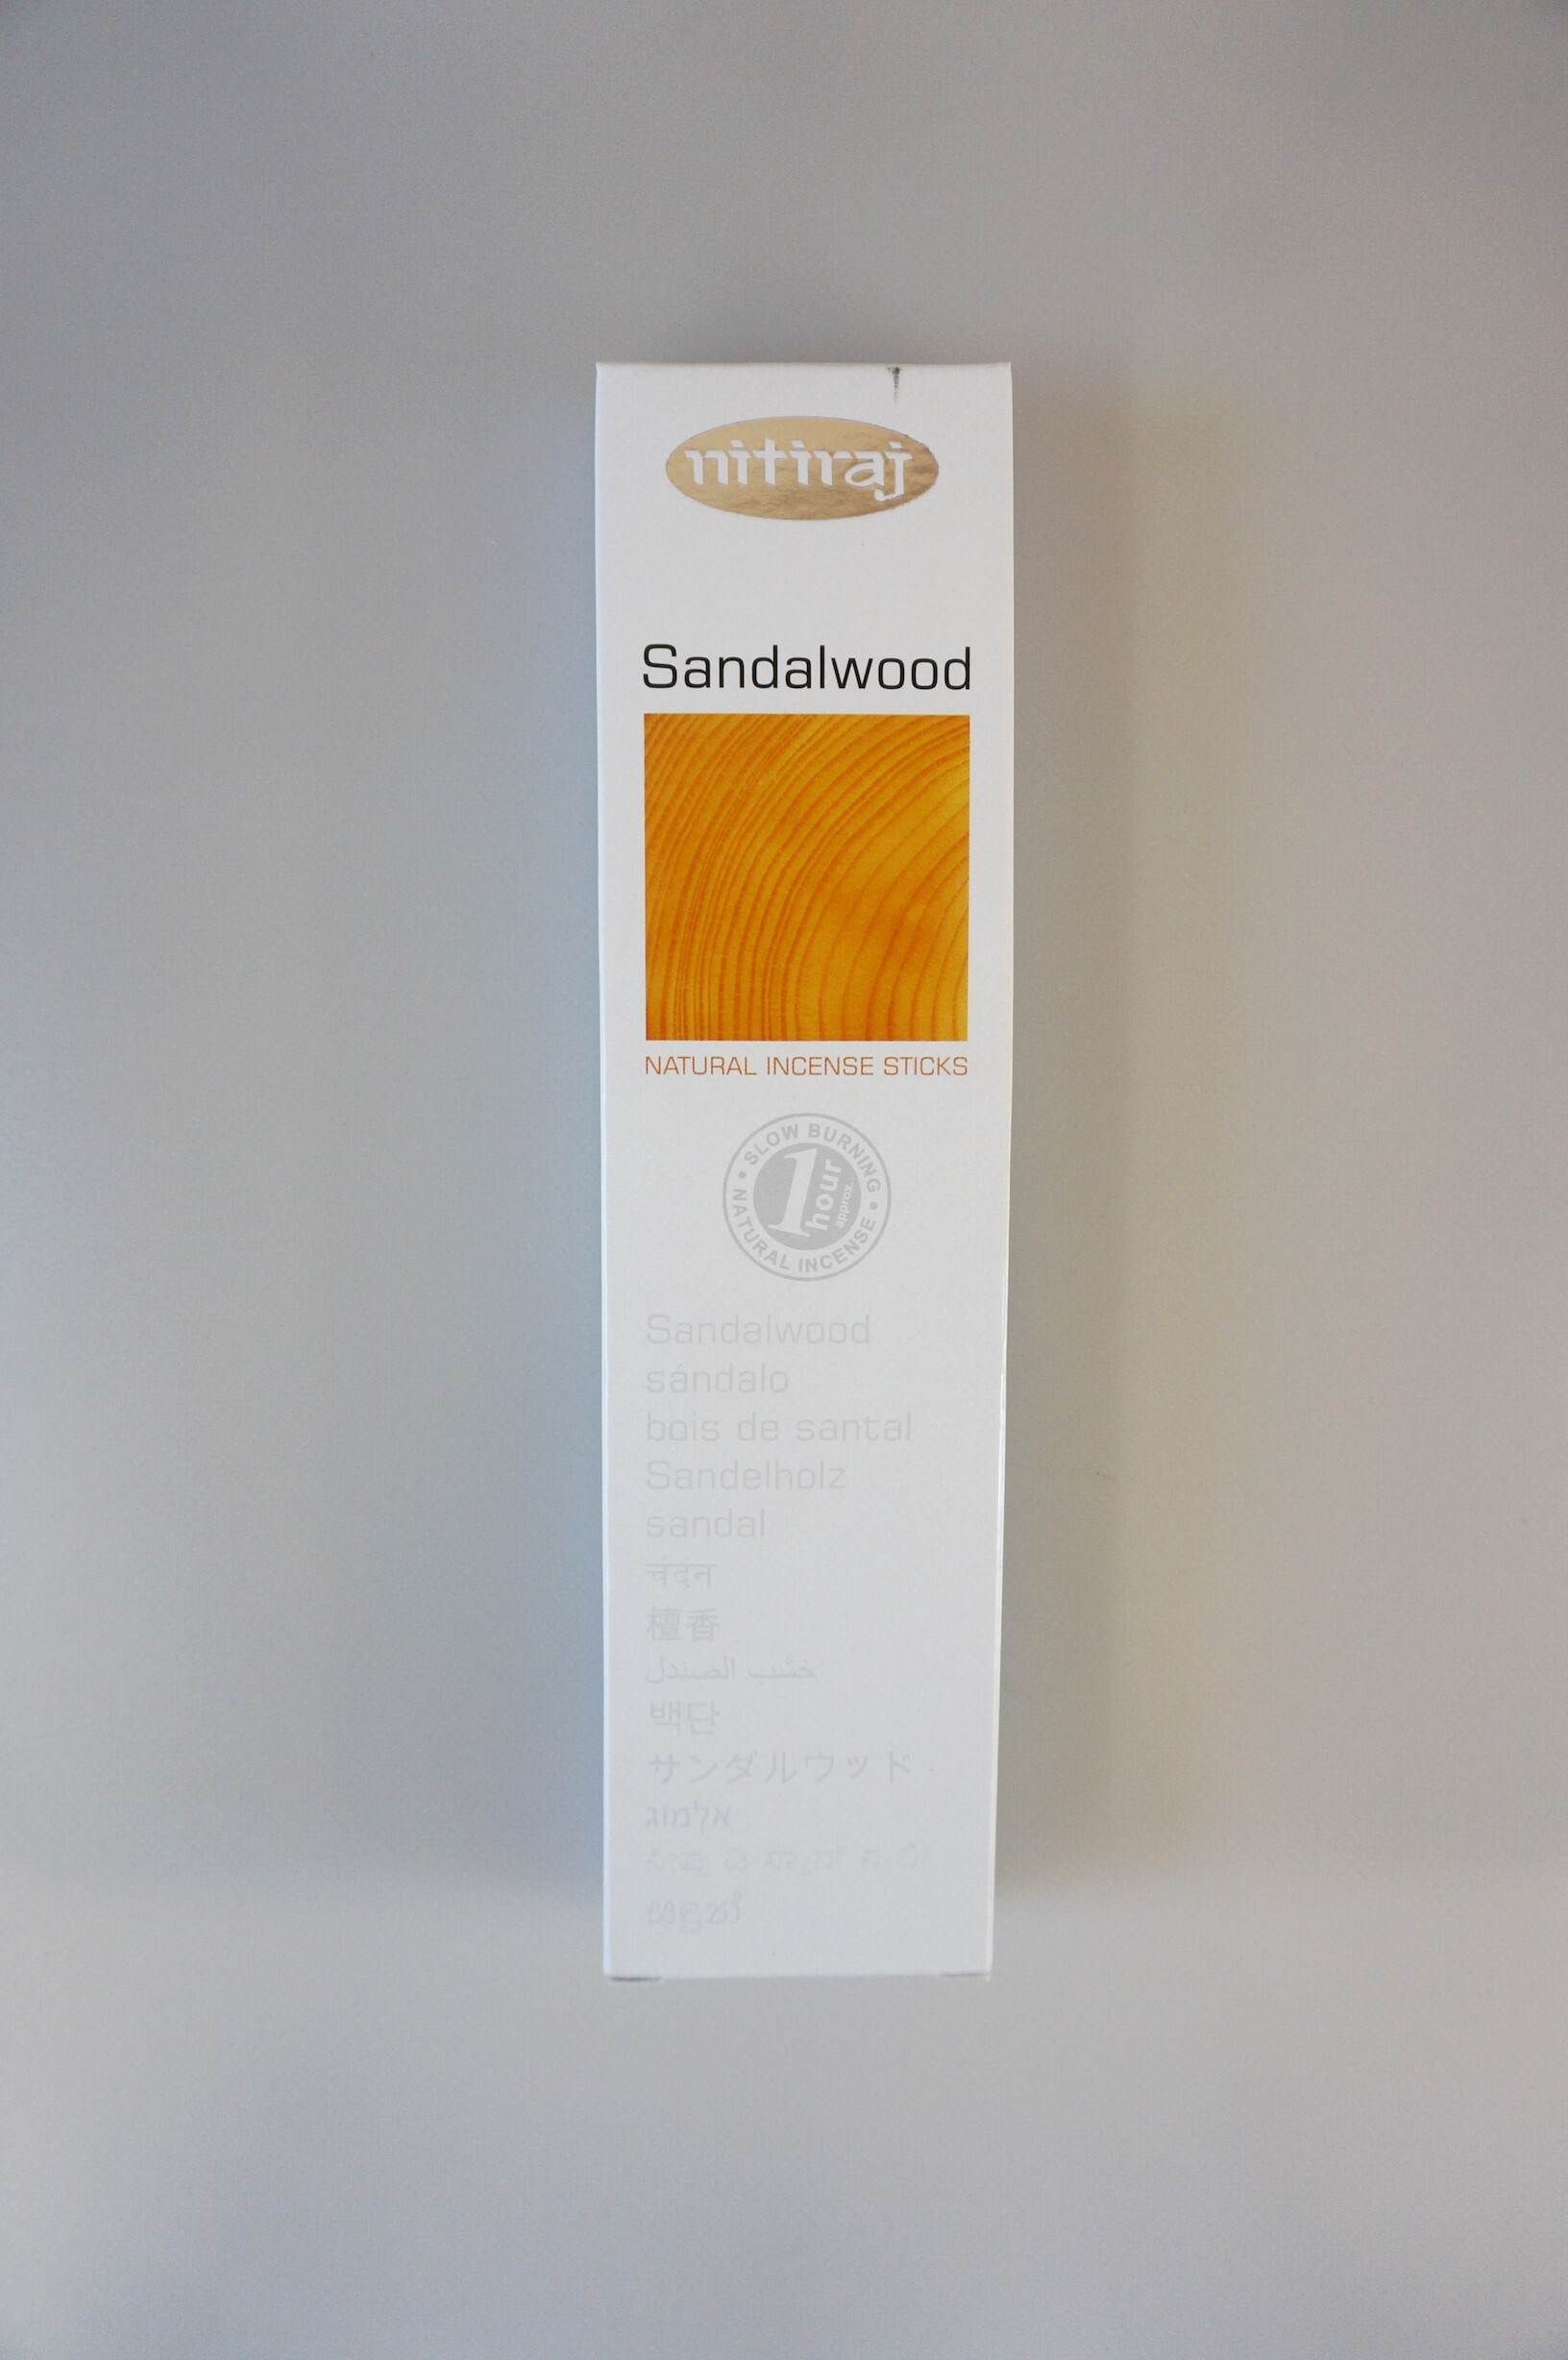 nitiraj
Sandalwood
NATURAL INCENSE STICKS
• SLOW BURNING •
1 hour
approx.
NATURAL INCENSE
Sandalwood
sándalo
bois de santal
Sandelholz
sandal
चंदन
檀香
خشب الصندل
백단
サンダルウッド
אלמוג